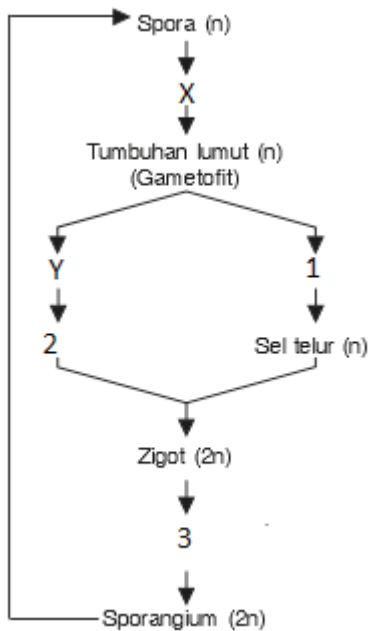 Spora (n)
X
Tumbuhan lumut (n)
(Gametofit)
Y
1
2
Sel telur (n)
Zigot (2n)
3
Sporangium (2n)